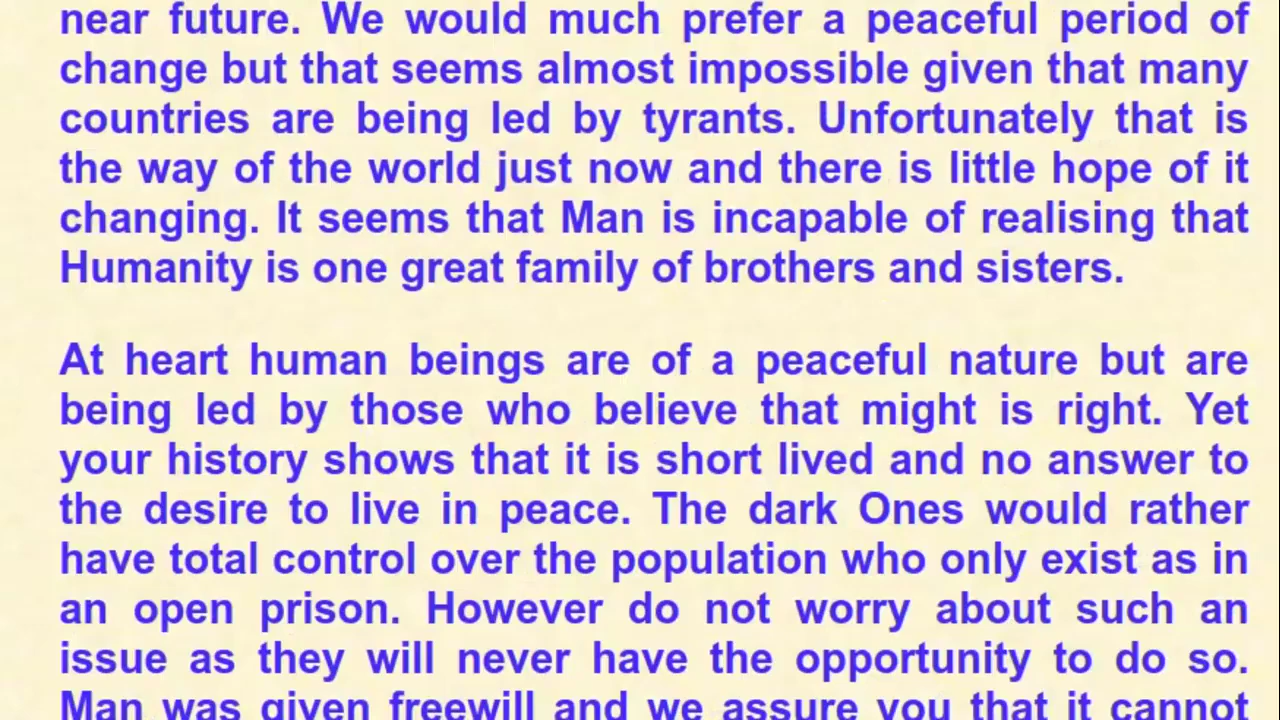 near future. We would much prefer a peaceful period of
change but that seems almost impossible given that many
countries are being led by tyrants. Unfortunately that is
the way of the world just now and there is little hope of it
changing. It seems that Man is incapable of realising that
Humanity is one great family of brothers and sisters.
At heart human beings are of a peaceful nature but are
being led by those who believe that might is right. Yet
your history shows that it is short lived and no answer to
the desire to live in peace. The dark Ones would rather
have total control over the population who only exist as in
an open prison. However do not worry about such an
issue as they will never have the opportunity to do so.
Man was given freewill and we assure you that it cannot